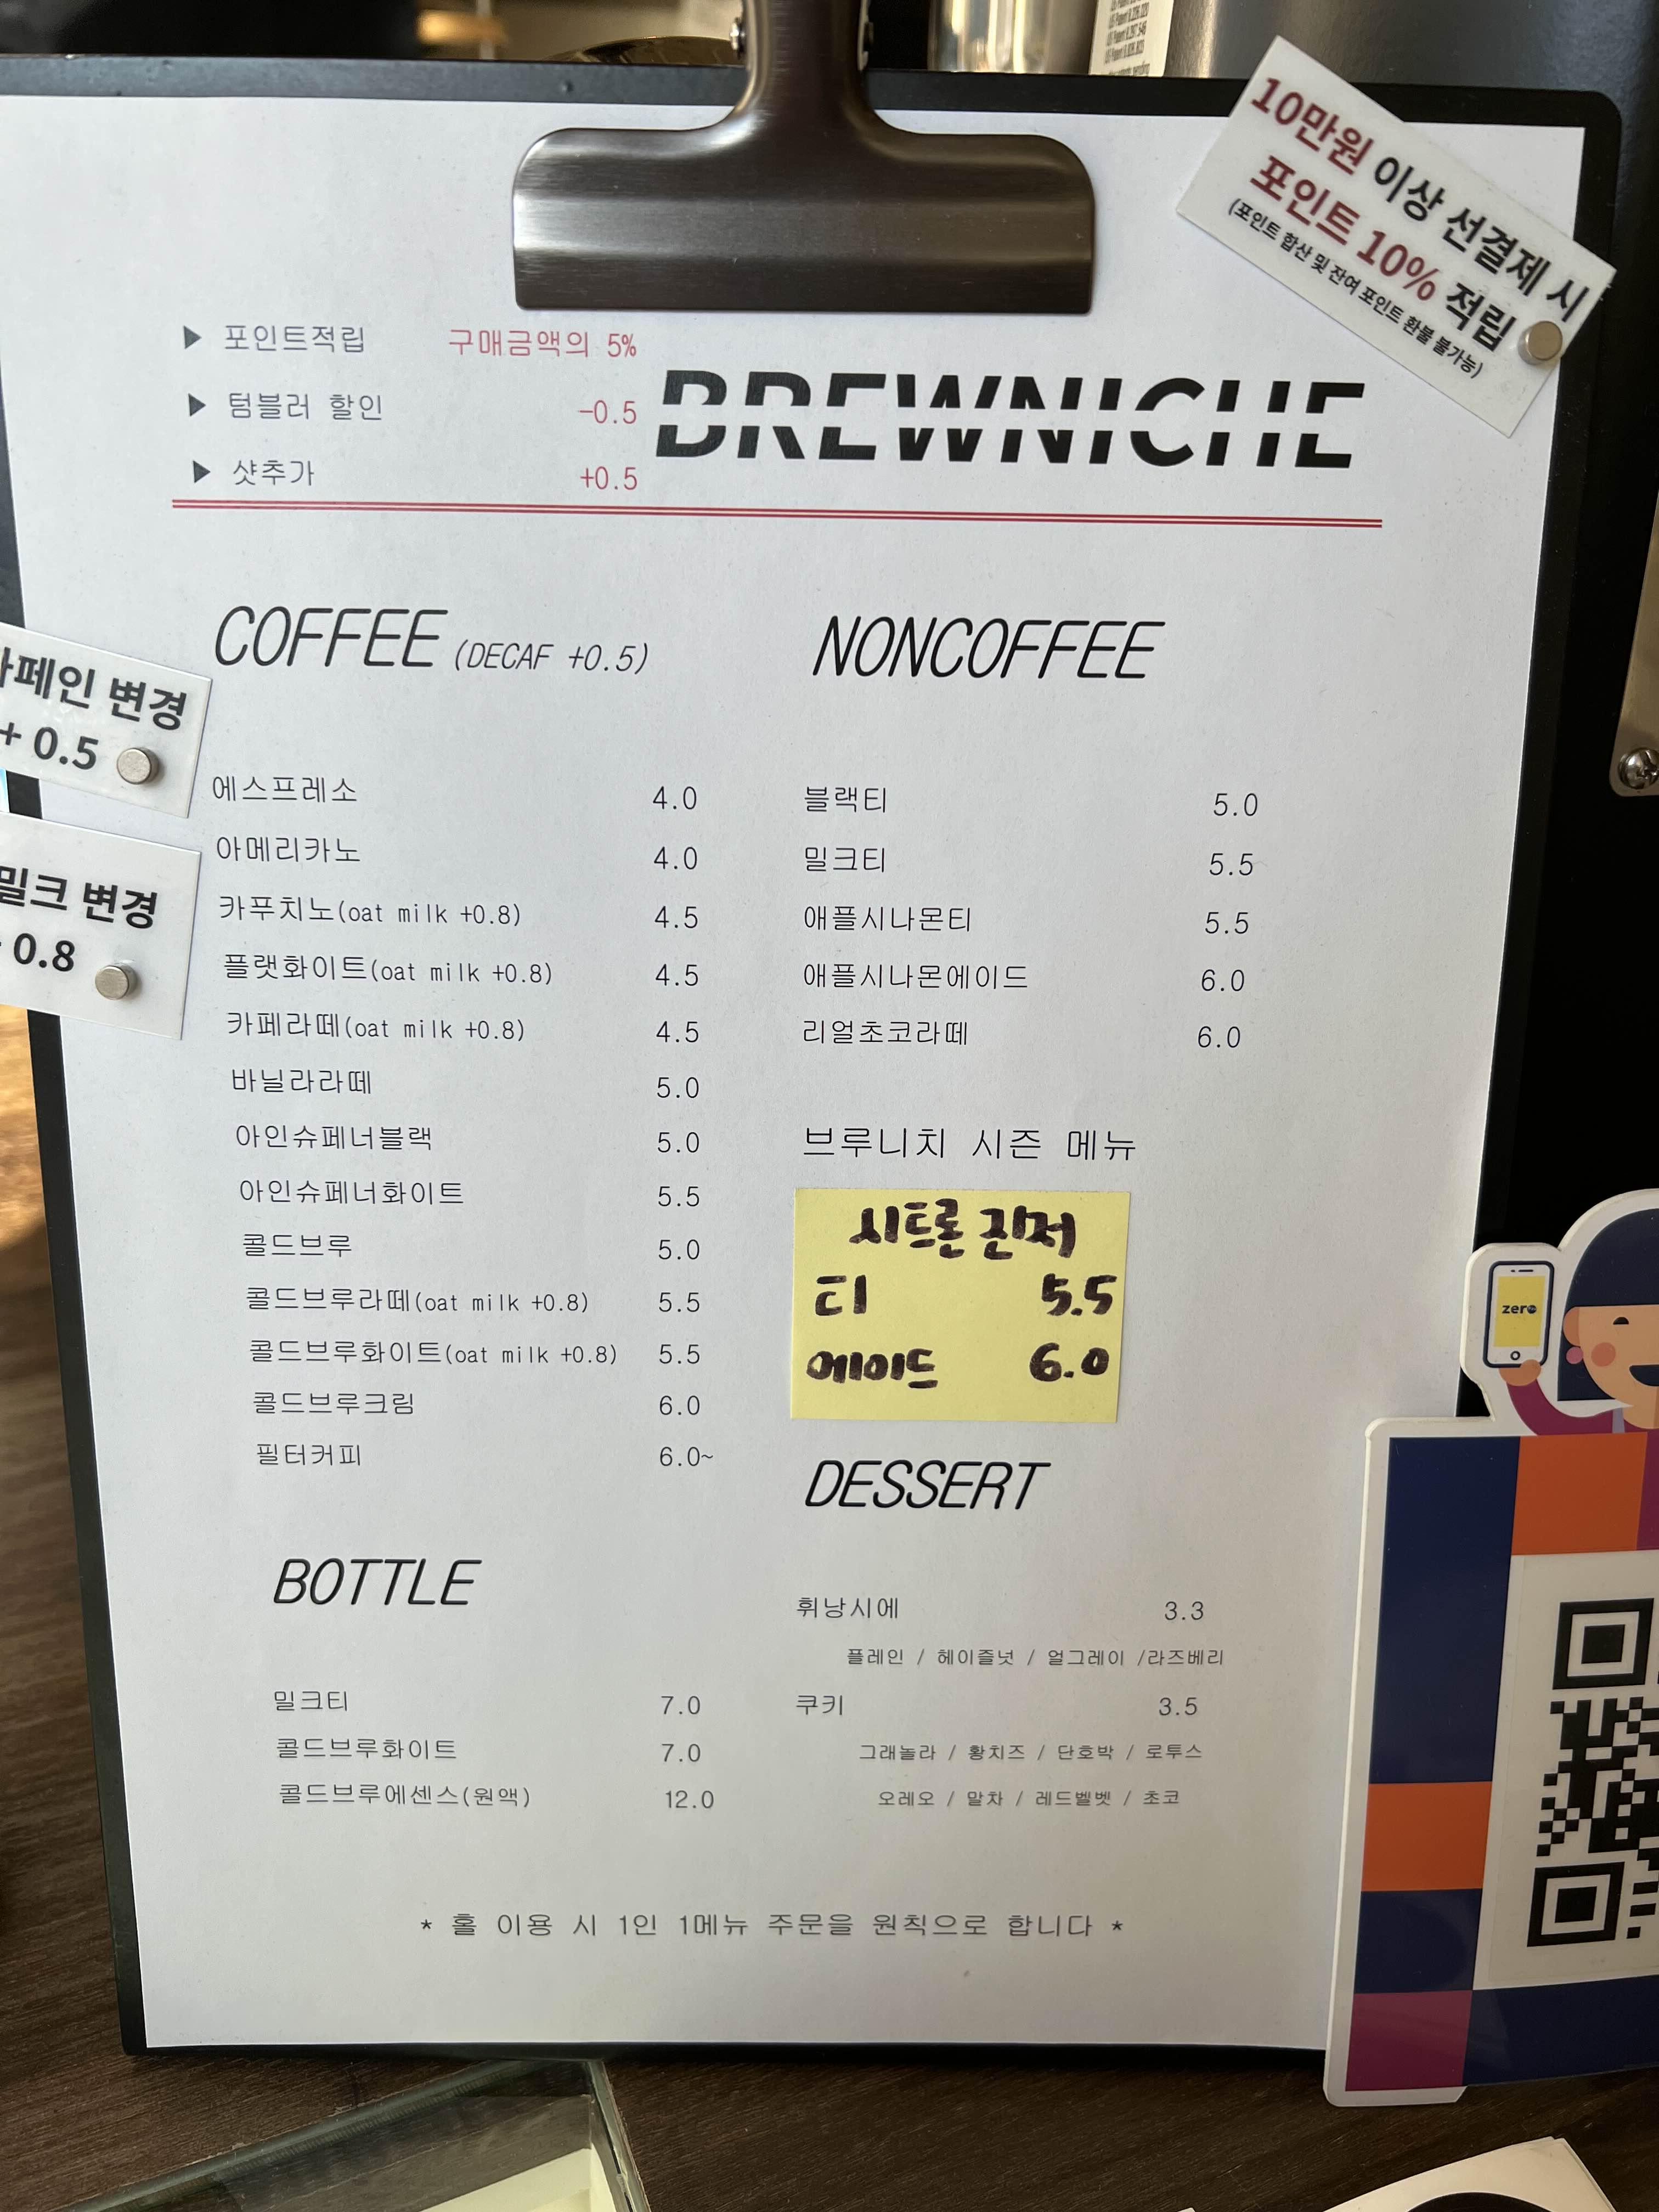 10만원 이상 선결제 시
포인트 10% 적립
(포인트 합산 및 잔여 포인트 환불 불가능)
▶ 포인트적립 구매금액의 5%
▶ 텀블러 할인 -0.5
▶ 샷추가 +0.5
BREWNICHE
COFFEE (DECAF +0.5)
카페인 변경
+ 0.5
밀크 변경
0.8
에스프레소 4.0
아메리카노 4.0
카푸치노(oat milk +0.8) 4.5
플랫화이트(oat milk +0.8) 4.5
카페라떼(oat milk +0.8) 4.5
바닐라라떼 5.0
아인슈페너블랙 5.0
아인슈페너화이트 5.5
콜드브루 5.0
콜드브루라떼(oat milk +0.8) 5.5
콜드브루화이트(oat milk +0.8) 5.5
콜드브루크림 6.0
필터커피 6.0~
BOTTLE
밀크티 7.0
콜드브루화이트 7.0
콜드브루에센스(원액) 12.0
NONCOFFEE
블랙티 5.0
밀크티 5.5
애플시나몬티 5.5
애플시나몬에이드 6.0
리얼초코라떼 6.0
브루니치 시즌 메뉴
시트론 진저
티 5.5
에이드 6.0
DESSERT
휘낭시에 3.3
플레인 / 헤이즐넛 / 얼그레이 /라즈베리
쿠키 3.5
그래놀라 / 황치즈 / 단호박 / 로투스
오레오 / 말차 / 레드벨벳 / 초코
* 홀 이용 시 1인 1메뉴 주문을 원칙으로 합니다 *
zero